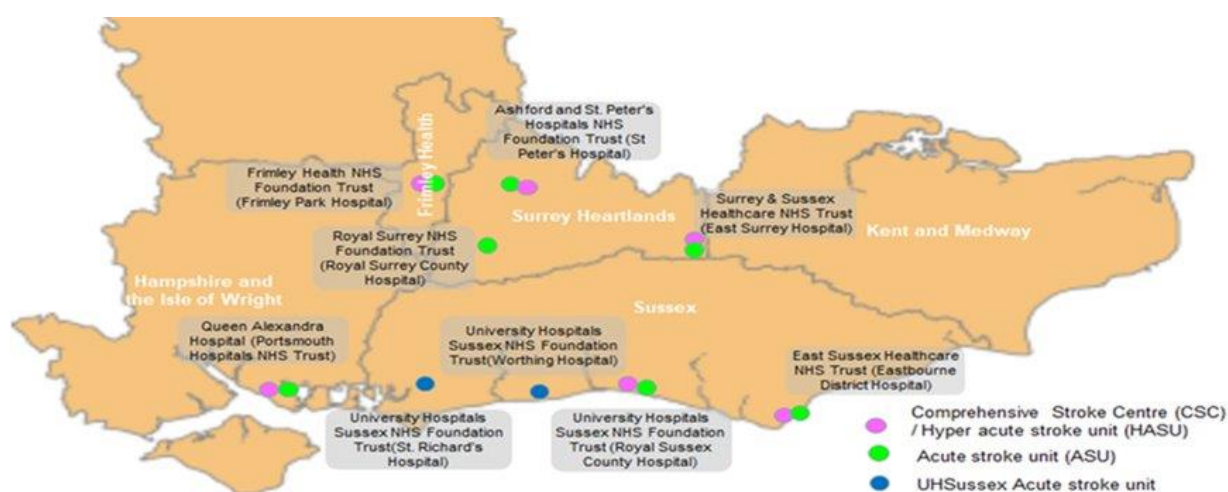 Ashford and St. Peter's
Hospitals NHS
Foundation Trust (St
Peter's Hospital)
Frimley Health
Frimley Health NHS
Foundation Trust
(Frimley Park Hospital)
Surrey Heartlands
Surrey & Sussex
Healthcare NHS Trust
(East Surrey Hospital)
Kent and Medway
Royal Surrey NHS
Foundation Trust
(Royal Surrey County
Hospital)
Hampshire and
the Isle of Wright
Sussex
Queen Alexandra
Hospital (Portsmouth
Hospitals NHS Trust)
University Hospitals
Sussex NHS Foundation
Trust(Worthing Hospital)
East Sussex Healthcare
NHS Trust (Eastbourne
District Hospital)
University Hospitals
Sussex NHS Foundation
Trust(St. Richard's
Hospital)
University Hospitals
Sussex NHS Foundation
Trust (Royal Sussex
County Hospital)
Comprehensive Stroke Centre (CSC)
/ Hyper acute stroke unit (HASU)
Acute stroke unit (ASU)
UHSussex Acute stroke unit